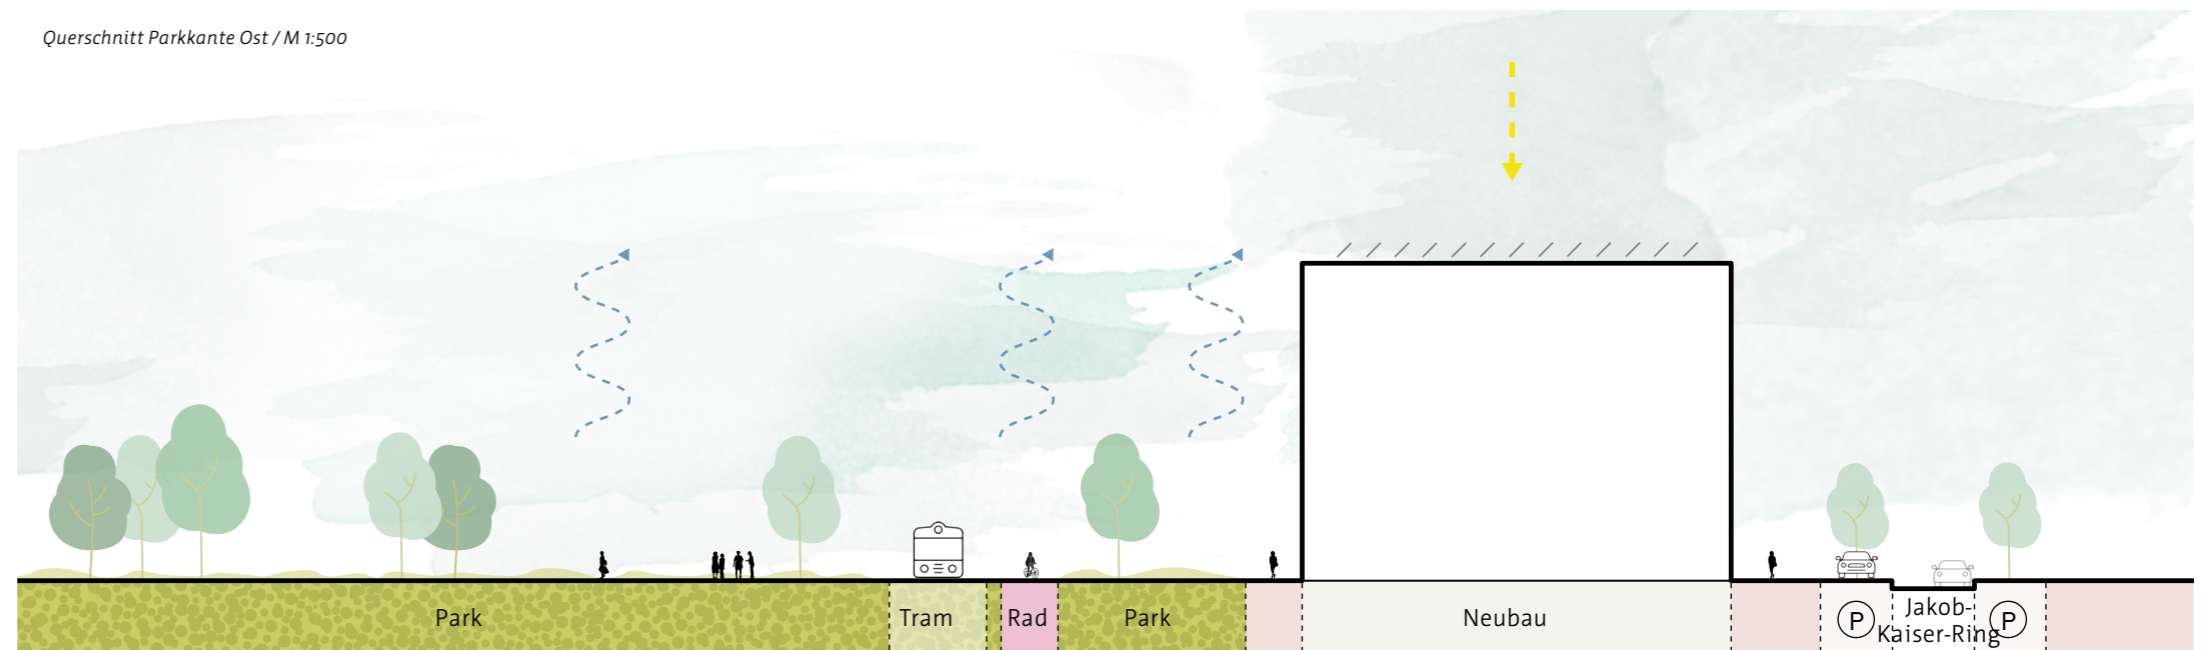 Querschnitt Parkkante Ost / M 1:500
Park
Tram
Rad
Park
Neubau
P
Jakob-
Kaiser-Ring
P